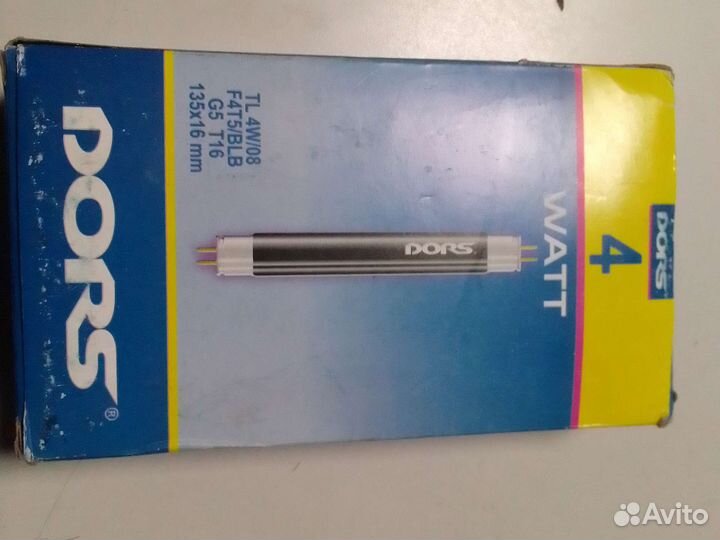 DORS
4
WATT
TL 4W/08
F4T5/BLB
G5 T16
135x16 mm
DORS
DORS®
Avito